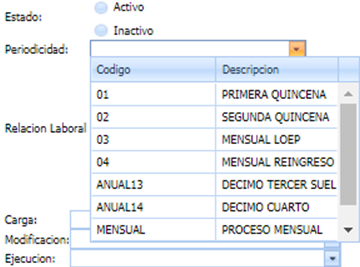 Estado:
Activo
Inactivo
Periodicidad:
Codigo Descripcion
01 PRIMERA QUINCENA
02 SEGUNDA QUINCENA
Relacion Laboral
03 MENSUAL LOEP
04 MENSUAL REINGRESO
ANUAL13 DECIMO TERCER SUEL
ANUAL14 DECIMO CUARTO
Carga:
MENSUAL PROCESO MENSUAL
Modificacion:
Ejecucion: